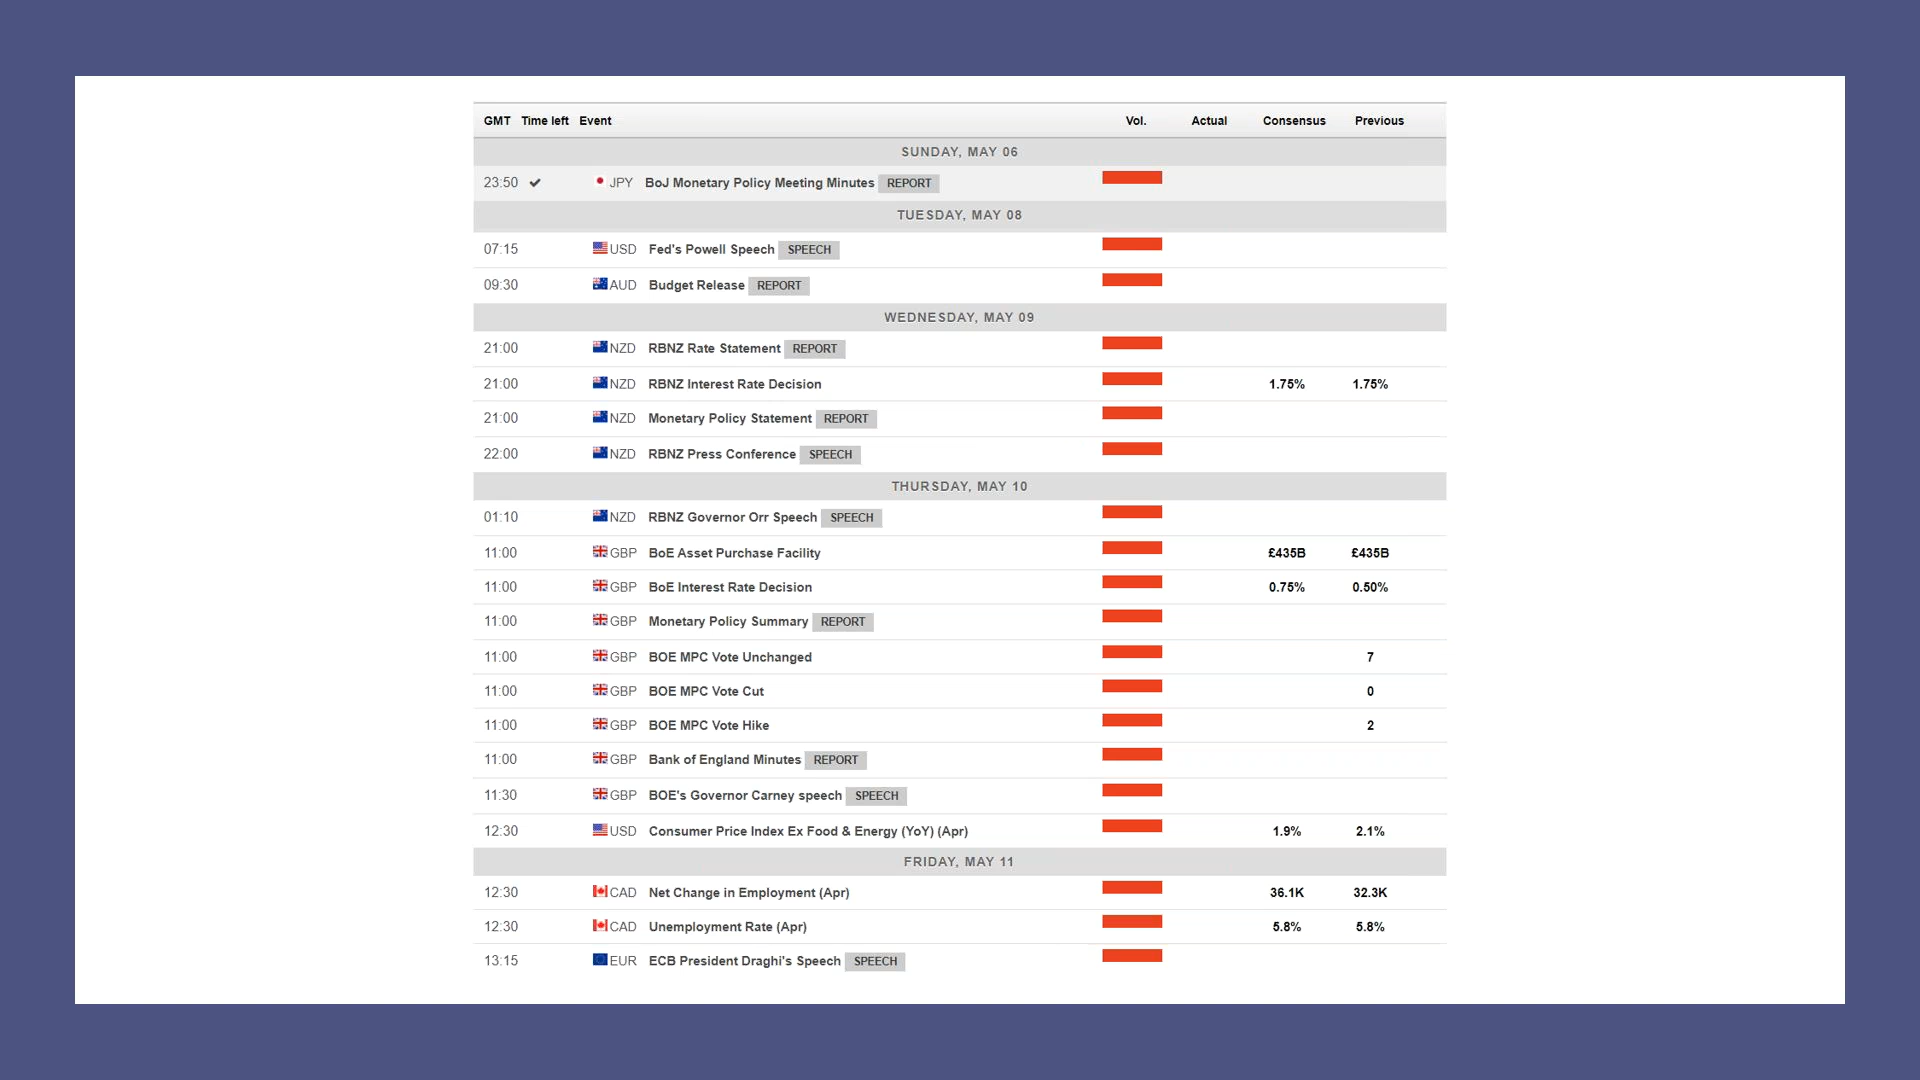 GMT Time left Event Vol. Actual Consensus Previous
SUNDAY, MAY 06
23:50 JPY BoJ Monetary Policy Meeting Minutes REPORT
TUESDAY, MAY 08
07:15 USD Fed's Powell Speech SPEECH
09:30 AUD Budget Release REPORT
WEDNESDAY, MAY 09
21:00 NZD RBNZ Rate Statement REPORT
21:00 NZD RBNZ Interest Rate Decision 1.75% 1.75%
21:00 NZD Monetary Policy Statement REPORT
22:00 NZD RBNZ Press Conference SPEECH
THURSDAY, MAY 10
01:10 NZD RBNZ Governor Orr Speech SPEECH
11:00 GBP BoE Asset Purchase Facility £435B £435B
11:00 GBP BoE Interest Rate Decision 0.75% 0.50%
11:00 GBP Monetary Policy Summary REPORT
11:00 GBP BOE MPC Vote Unchanged 7
11:00 GBP BOE MPC Vote Cut 0
11:00 GBP BOE MPC Vote Hike 2
11:00 GBP Bank of England Minutes REPORT
11:30 GBP BOE's Governor Carney speech SPEECH
12:30 USD Consumer Price Index Ex Food & Energy (YoY) (Apr) 1.9% 2.1%
FRIDAY, MAY 11
12:30 CAD Net Change in Employment (Apr) 36.1K 32.3K
12:30 CAD Unemployment Rate (Apr) 5.8% 5.8%
13:15 EUR ECB President Draghi's Speech SPEECH